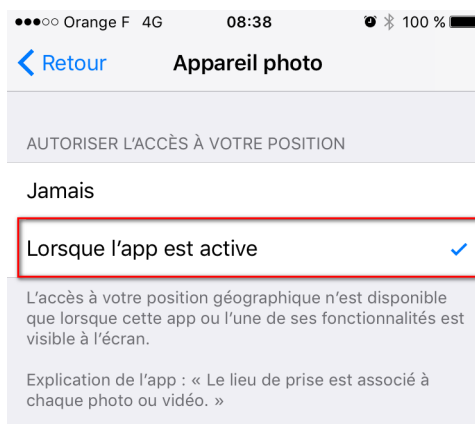 Orange F 4G 08:38 100 %
Retour Appareil photo
AUTORISER L'ACCÈS À VOTRE POSITION
Jamais
Lorsque l'app est active
L'accès à votre position géographique n'est disponible
que lorsque cette app ou l'une de ses fonctionnalités est
visible à l'écran.
Explication de l'app : « Le lieu de prise est associé à
chaque photo ou vidéo. »